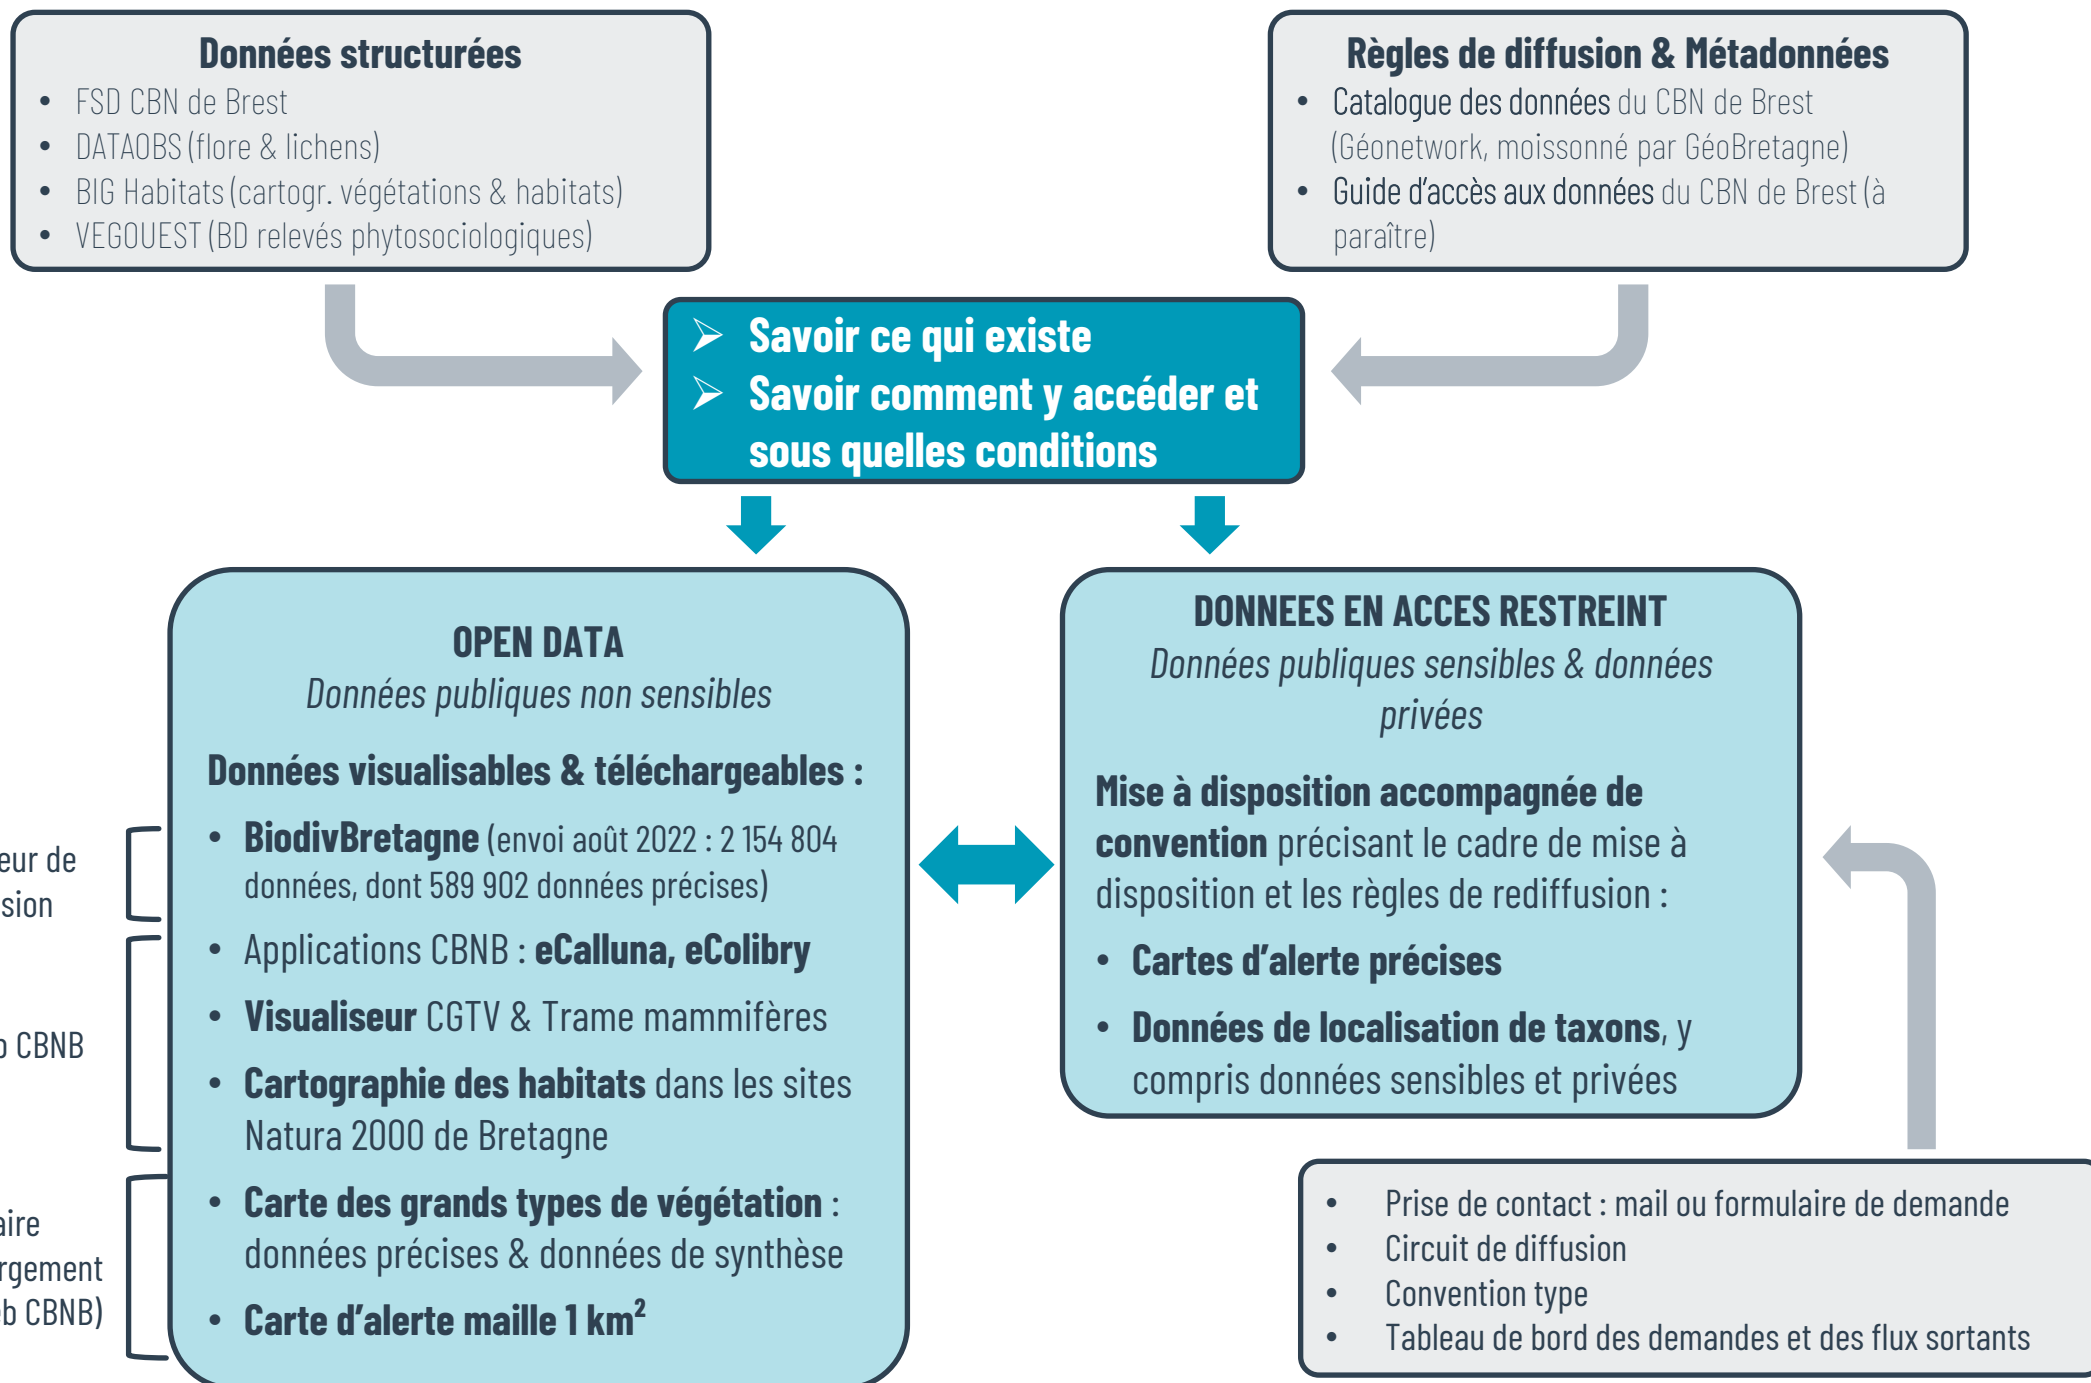 Données structurées
• FSD CBN de Brest
• DATAOBS (flore & lichens)
• BIG Habitats (cartogr. végétations & habitats)
• VEGOUEST (BD relevés phytosociologiques)
Règles de diffusion & Métadonnées
• Catalogue des données du CBN de Brest
(Géonetwork, moissonné par GéoBretagne)
• Guide d'accès aux données du CBN de Brest (à
paraître)
➢ Savoir ce qui existe
➢ Savoir comment y accéder et
sous quelles conditions
OPEN DATA
Données publiques non sensibles
Données visualisables & téléchargeables :
• BiodivBretagne (envoi août 2022 : 2 154 804
données, dont 589 902 données précises)
• Applications CBNB : eCalluna, eColibry
• Visualiseur CGTV & Trame mammifères
• Cartographie des habitats dans les sites
Natura 2000 de Bretagne
• Carte des grands types de végétation :
données précises & données de synthèse
• Carte d'alerte maille 1 km²
eur de
sion
CBNB
aire
rgement
eb CBNB)
DONNEES EN ACCES RESTREINT
Données publiques sensibles & données
privées
Mise à disposition accompagnée de
convention précisant le cadre de mise à
disposition et les règles de rediffusion :
• Cartes d'alerte précises
• Données de localisation de taxons, y
compris données sensibles et privées
• Prise de contact : mail ou formulaire de demande
• Circuit de diffusion
• Convention type
• Tableau de bord des demandes et des flux sortants